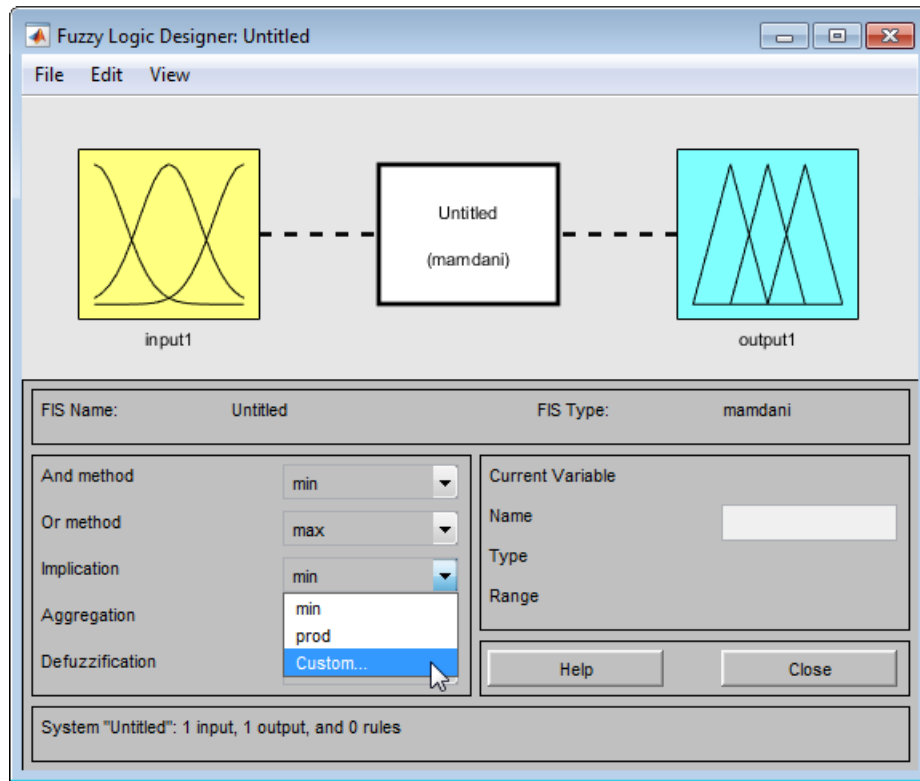 Fuzzy Logic Designer: Untitled
File Edit View
Untitled
(mamdani)
input1
output1
FIS Name: Untitled FIS Type: mamdani
And method min
Or method max
Implication min
min
prod
Custom...
Aggregation
Defuzzification
Current Variable
Name
Type
Range
Help Close
System "Untitled": 1 input, 1 output, and 0 rules